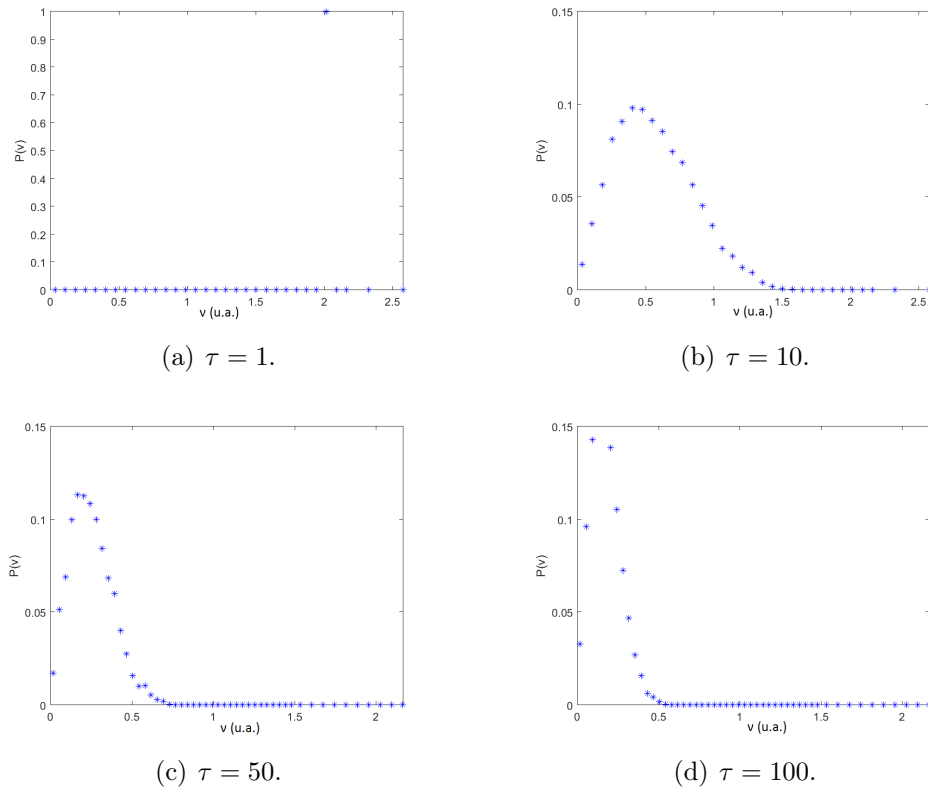 1
0.9
0.8
0.7
0.6
0.5
0.4
0.3
0.2
0.1
0
P(v)
0 0.5 1 1.5 2 2.5
v (u.a.)
(a) τ = 1.
0.15
0.1
0.05
0
P(v)
0 0.5 1 1.5 2 2.5
v (u.a.)
(b) τ = 10.
0.15
0.1
0.05
0
P(v)
0 0.5 1 1.5 2
v (u.a.)
(c) τ = 50.
0.15
0.1
0.05
0
P(v)
0 0.5 1 1.5 2
v (u.a.)
(d) τ = 100.